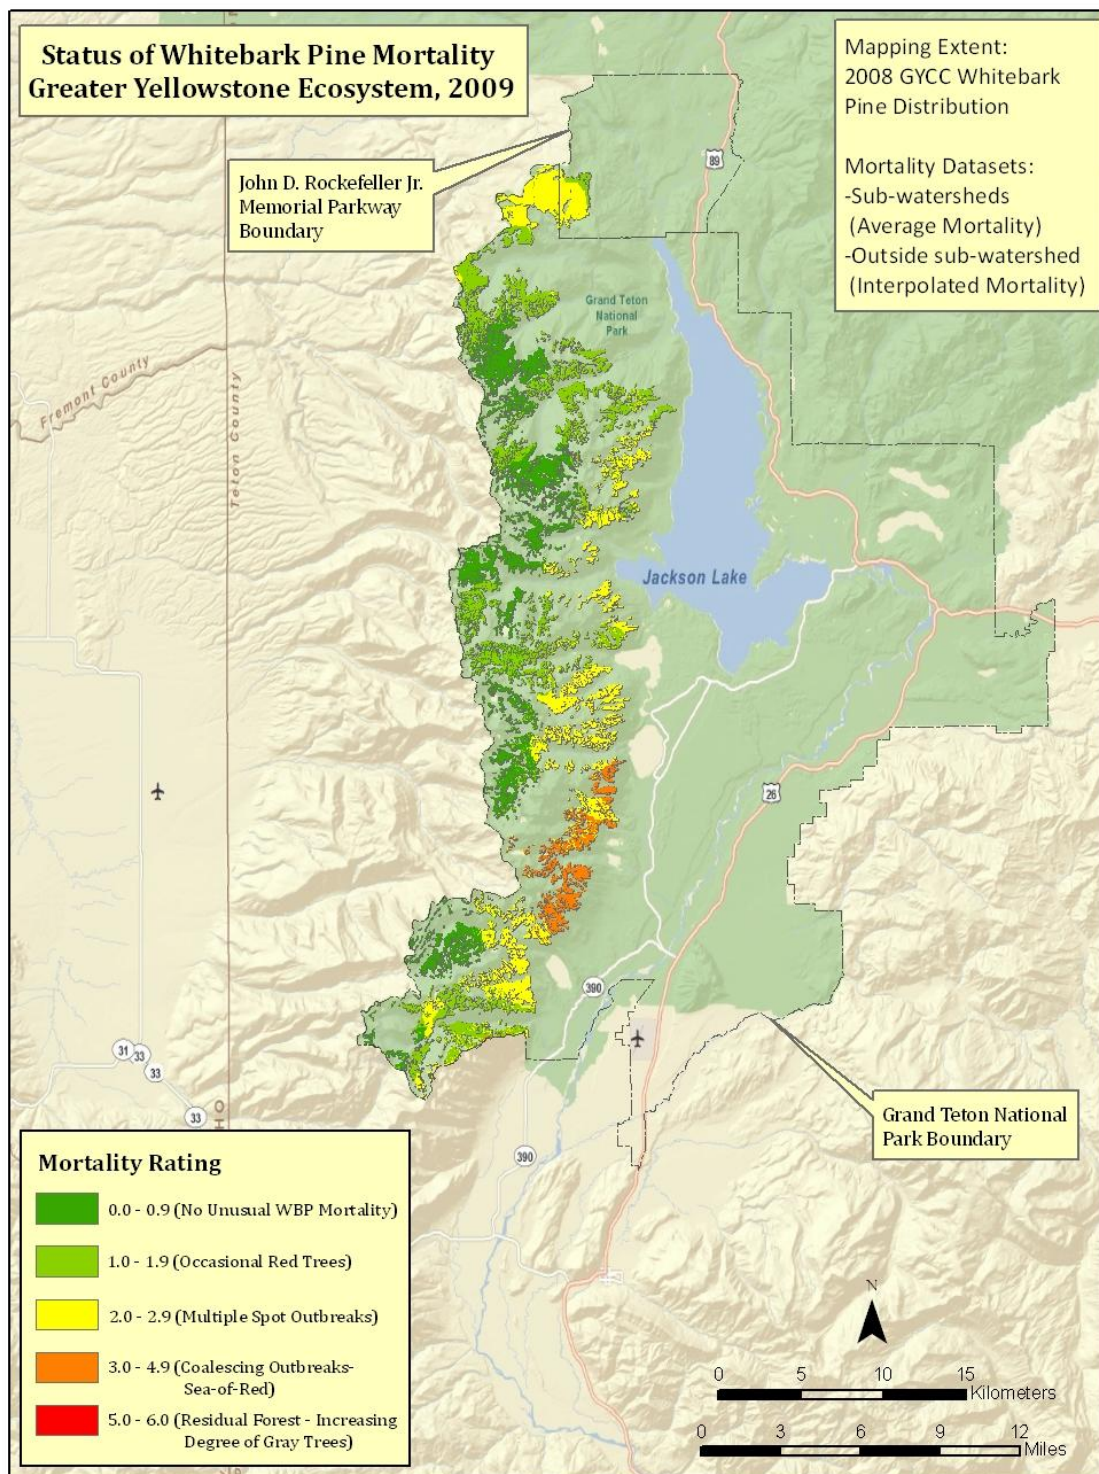 Status of Whitebark Pine Mortality
Greater Yellowstone Ecosystem, 2009
Mapping Extent:
2008 GYCC Whitebark
Pine Distribution
Mortality Datasets:
-Sub-watersheds
(Average Mortality)
-Outside sub-watershed
(Interpolated Mortality)
89
John D. Rockefeller Jr.
Memorial Parkway
Boundary
Grand Teton
National
Park
Fremont County
Teton County
Jackson Lake
26
390
31
33
33
33
Grand Teton National
Park Boundary
390
Mortality Rating
0.0 - 0.9 (No Unusual WBP Mortality)
1.0 - 1.9 (Occasional Red Trees)
2.0 - 2.9 (Multiple Spot Outbreaks)
3.0 - 4.9 (Coalescing Outbreaks-
Sea-of-Red)
5.0 - 6.0 (Residual Forest - Increasing
Degree of Gray Trees)
N
0 5 10 15
Kilometers
0 3 6 9 12
Miles